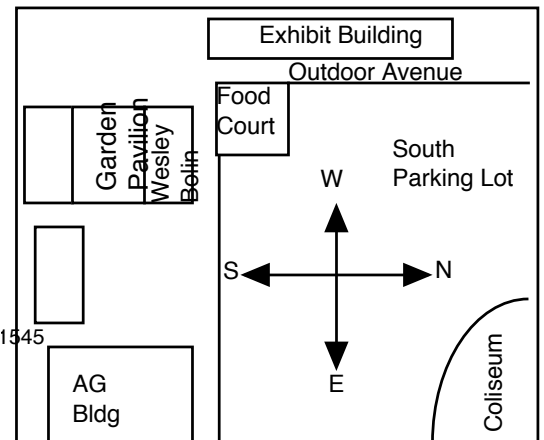 Exhibit Building
Outdoor Avenue
Food
Court
Garden
Pavilion
Wesley
Bolin
South
Parking Lot
W
S
N
E
1545
AG
Bldg
Coliseum